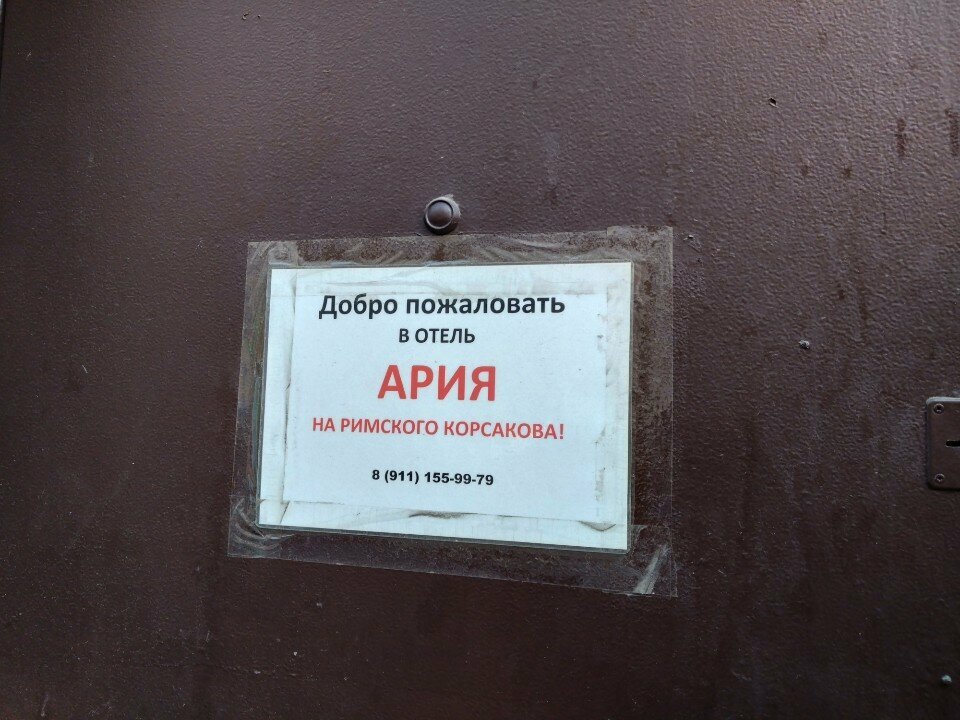 Добро пожаловать
В ОТЕЛЬ
АРИЯ
НА РИМСКОГО КОРСАКОВА!
8 (911) 155-99-79